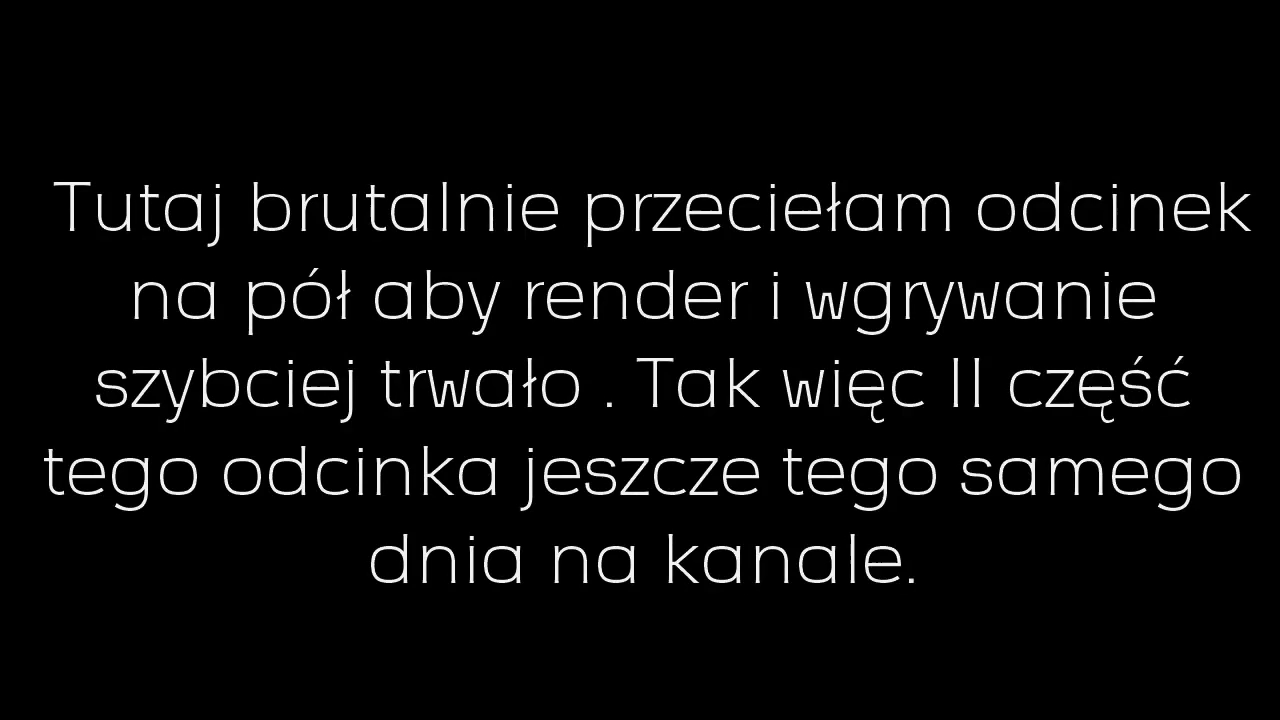 Tutaj brutalnie przeciełam odcinek
na pół aby render i wgrywanie
szybciej trwało . Tak więc II część
tego odcinka jeszcze tego samego
dnia na kanale.